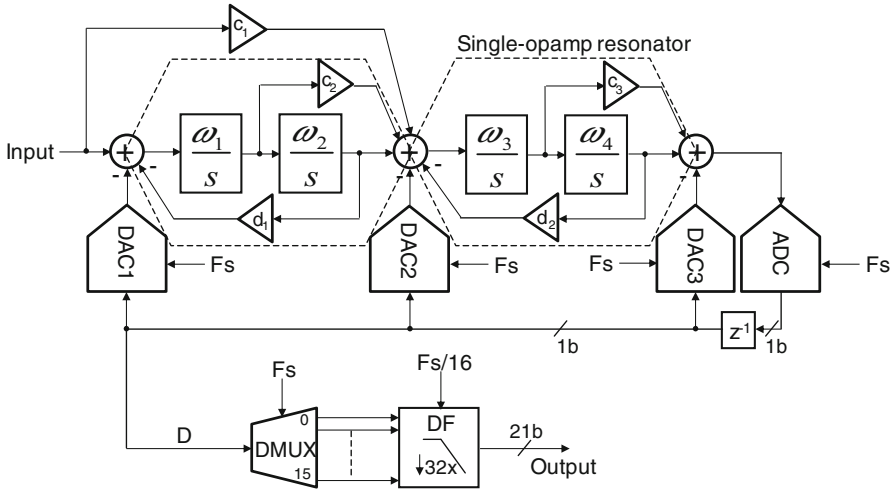 c₁
Single-opamp resonator
c₂
c₃
Input
+
ω₁/s
ω₂/s
+
ω₃/s
ω₄/s
+
-
-
-
-
-
d₁
d₂
DAC1
Fs
DAC2
Fs
Fs
DAC3
ADC
Fs
1b
z⁻¹
1b
Fs
Fs/16
D
DMUX
0
15
DF
↓32x
21b
Output